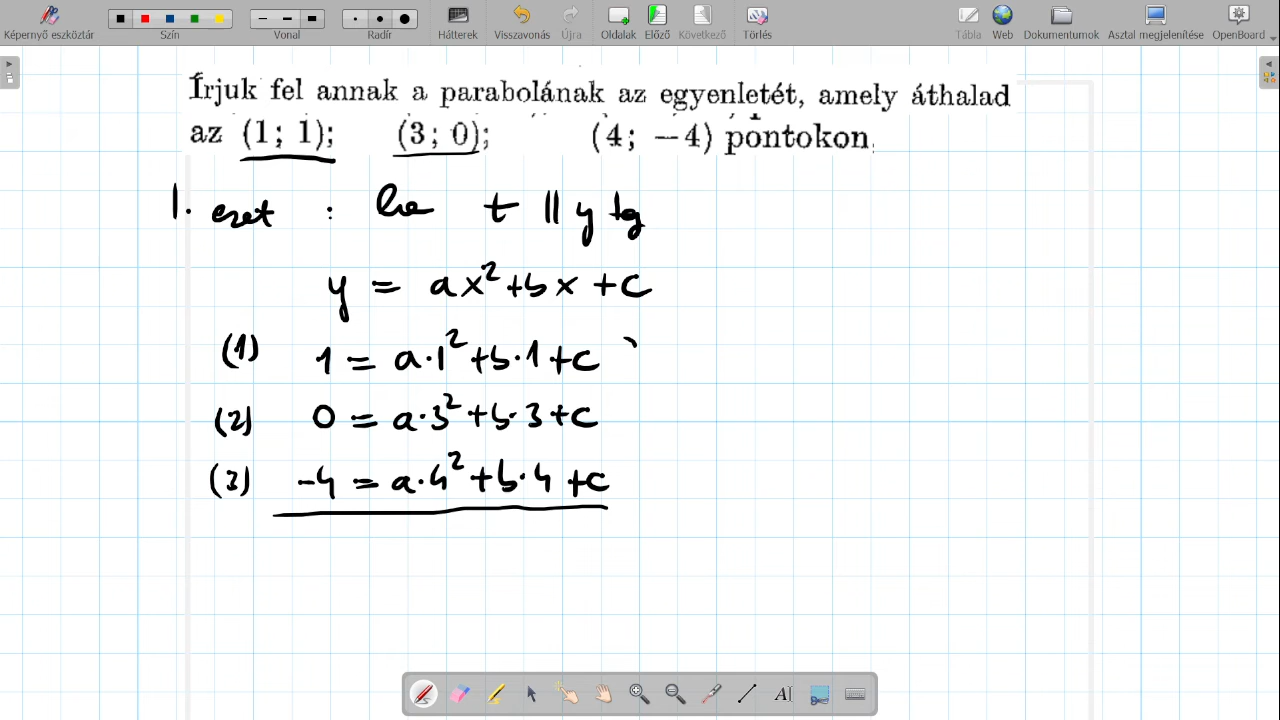 Képernyő eszköztár Szín Vonal Radír Hátterek Visszavonás Újra Oldalak Előző Következő Törlés Tábla Web Dokumentumok Asztal megjelenítése OpenBoard
Írjuk fel annak a parabolának az egyenletét, amely áthalad
az (1; 1); (3; 0); (4; −4) pontokon.
1. eset : ha t || y tg
y = ax²+bx+c
(1) 1 = a·1²+b·1+c
(2) 0 = a·3²+b·3+c
(3) -4 = a·4²+b·4+c